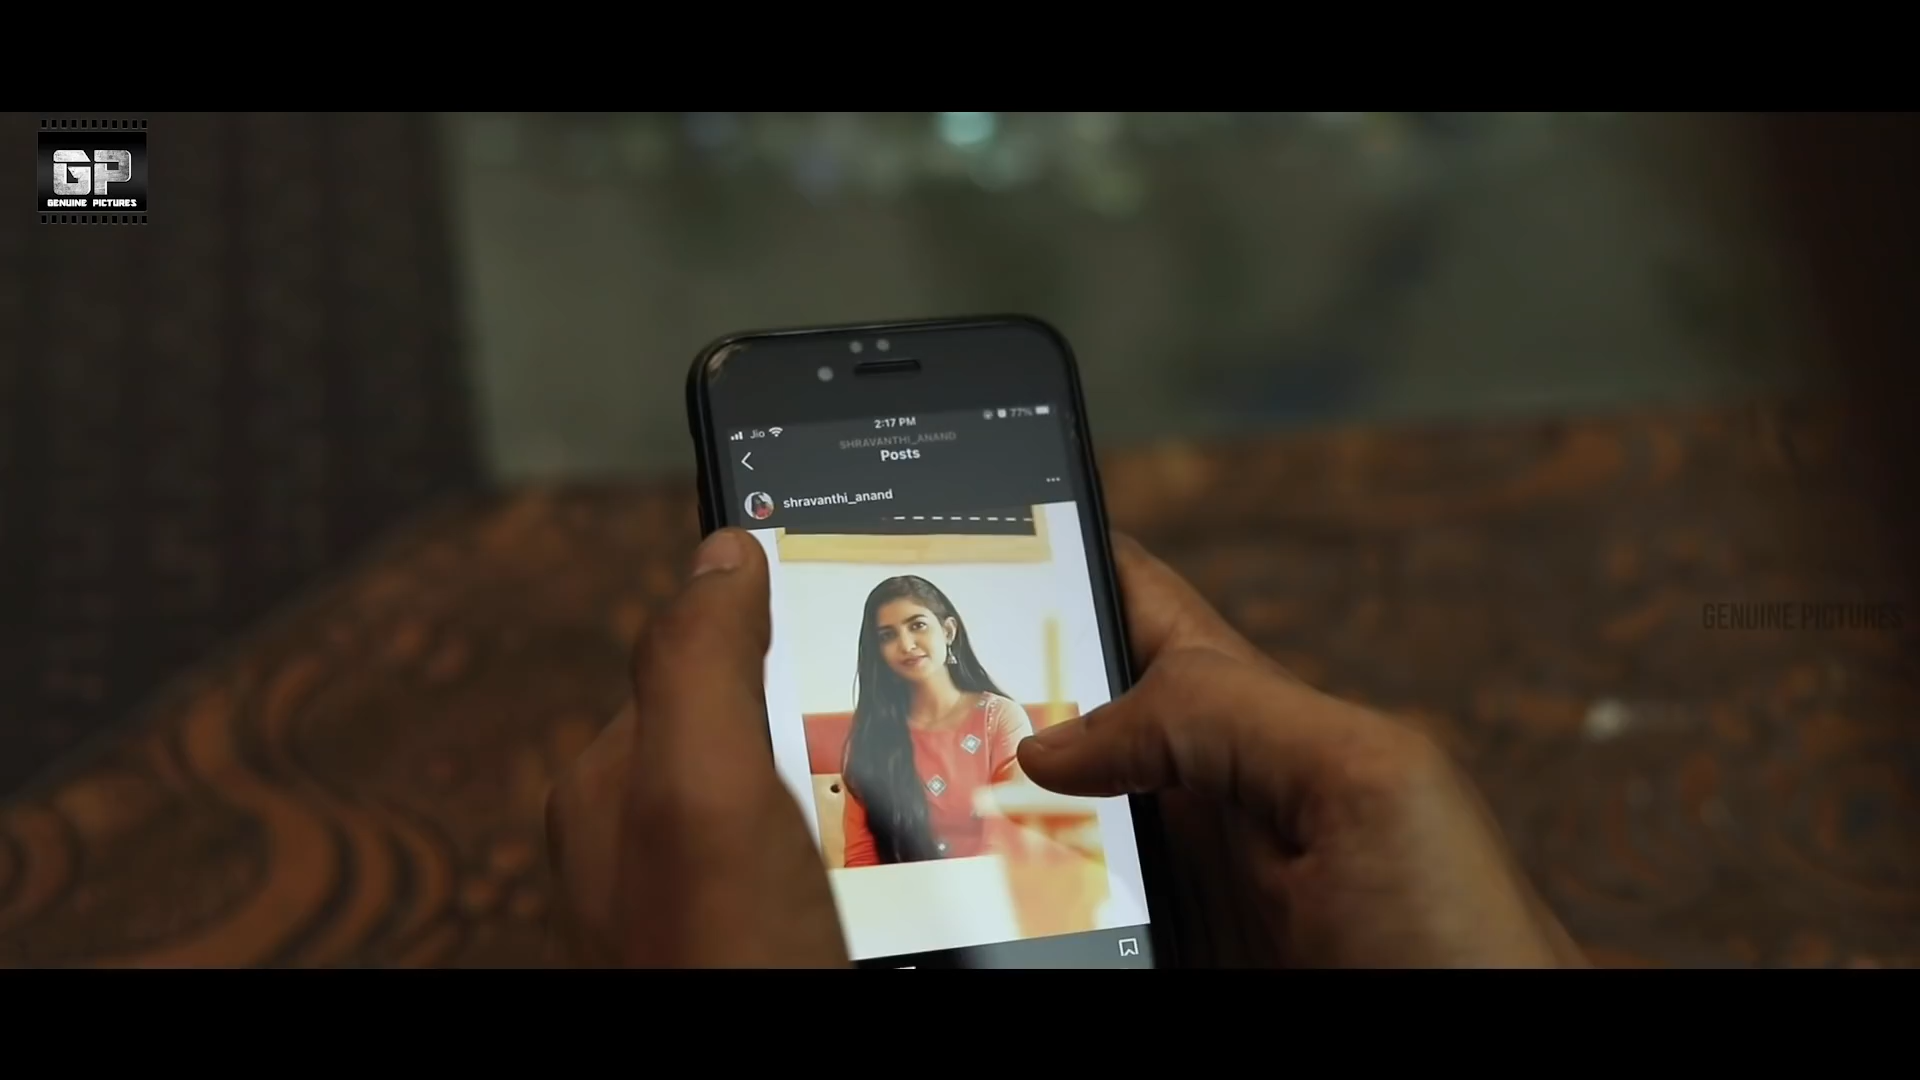 GP
GENUINE PICTURES
2:17 PM
77%
Jio
SHRAVANTHI_ANAND
Posts
shravanthi_anand
GENUINE PICTURES